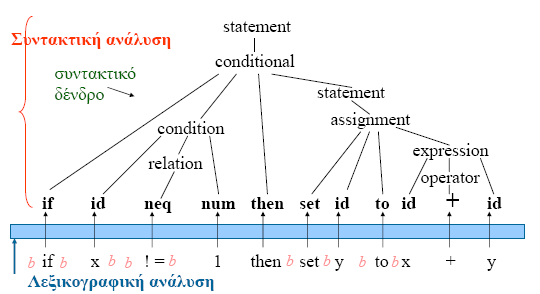 statement
Συντακτική ανάλυση
conditional
συντακτικό
δένδρο
statement
condition
assignment
relation
expression
operator
if id neq num then set id to id + id
b if b x b b ! = b 1 then b set b y b to b x + y
Λεξικογραφική ανάλυση